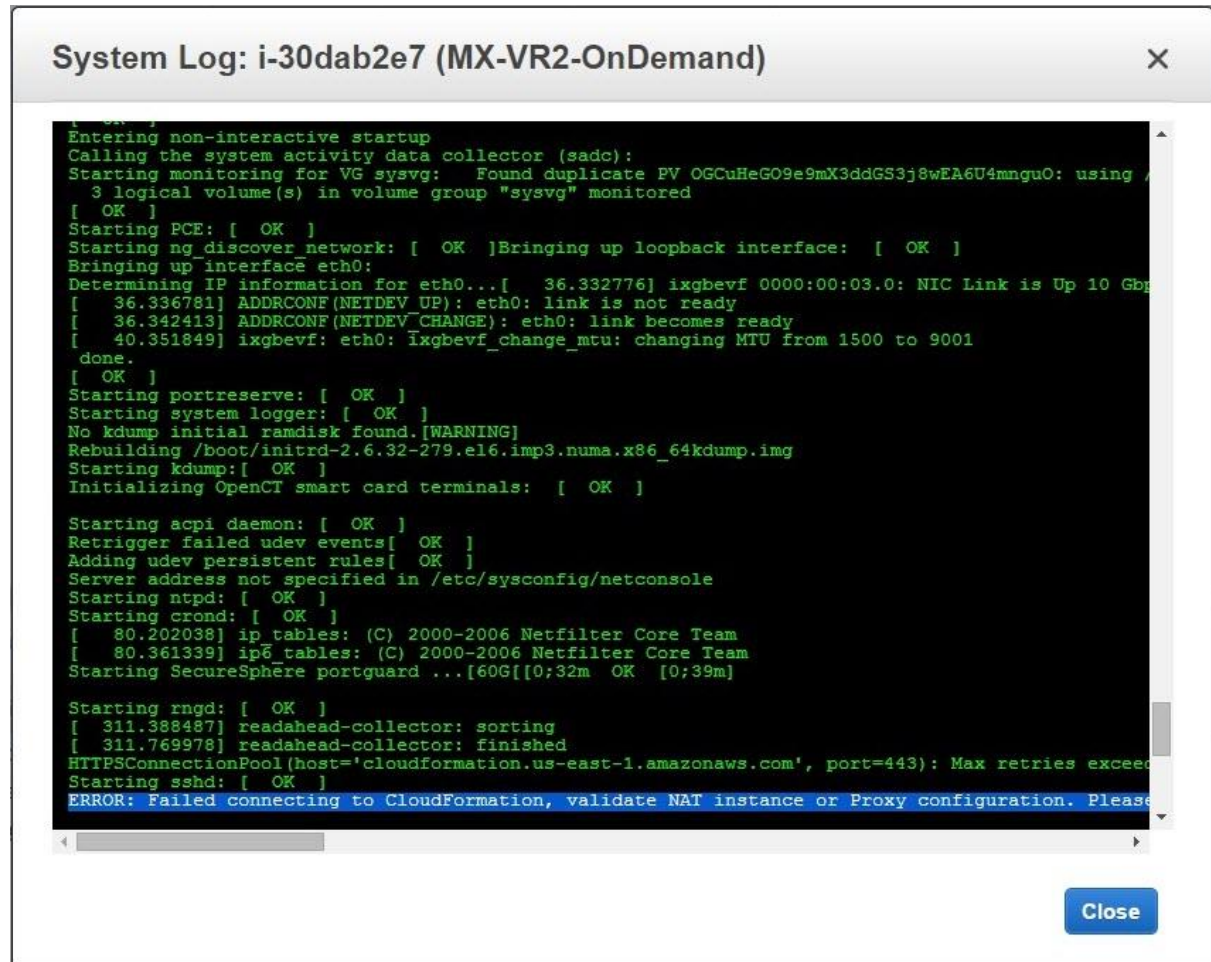 System Log: i-30dab2e7 (MX-VR2-OnDemand)
[ OK ]
Entering non-interactive startup
Calling the system activity data collector (sadc):
Starting monitoring for VG sysvg:   Found duplicate PV OGCuHeGO9e9mX3ddGS3j8wEA6U4mnguO: using /
  3 logical volume(s) in volume group "sysvg" monitored
[  OK  ]
Starting PCE: [  OK  ]
Starting ng_discover_network: [  OK  ]Bringing up loopback interface:  [  OK  ]
Bringing up interface eth0:
Determining IP information for eth0...[   36.332776] ixgbevf 0000:00:03.0: NIC Link is Up 10 Gbp
[   36.336781] ADDRCONF(NETDEV_UP): eth0: link is not ready
[   36.342413] ADDRCONF(NETDEV_CHANGE): eth0: link becomes ready
[   40.351849] ixgbevf: eth0: ixgbevf_change_mtu: changing MTU from 1500 to 9001
 done.
[  OK  ]
Starting portreserve: [  OK  ]
Starting system logger: [  OK  ]
No kdump initial ramdisk found.[WARNING]
Rebuilding /boot/initrd-2.6.32-279.el6.imp3.numa.x86_64kdump.img
Starting kdump:[  OK  ]
Initializing OpenCT smart card terminals:  [  OK  ]
Starting acpi daemon: [  OK  ]
Retrigger failed udev events[  OK  ]
Adding udev persistent rules[  OK  ]
Server address not specified in /etc/sysconfig/netconsole
Starting ntpd: [  OK  ]
Starting crond: [  OK  ]
[   80.202038] ip_tables: (C) 2000-2006 Netfilter Core Team
[   80.361339] ip6_tables: (C) 2000-2006 Netfilter Core Team
Starting SecureSphere portguard ...[60G[[0;32m  OK  [0;39m]
Starting rngd: [  OK  ]
[  311.388487] readahead-collector: sorting
[  311.769978] readahead-collector: finished
HTTPSConnectionPool(host='cloudformation.us-east-1.amazonaws.com', port=443): Max retries exceed
Starting sshd: [  OK  ]
ERROR: Failed connecting to CloudFormation, validate NAT instance or Proxy configuration. Please
Close